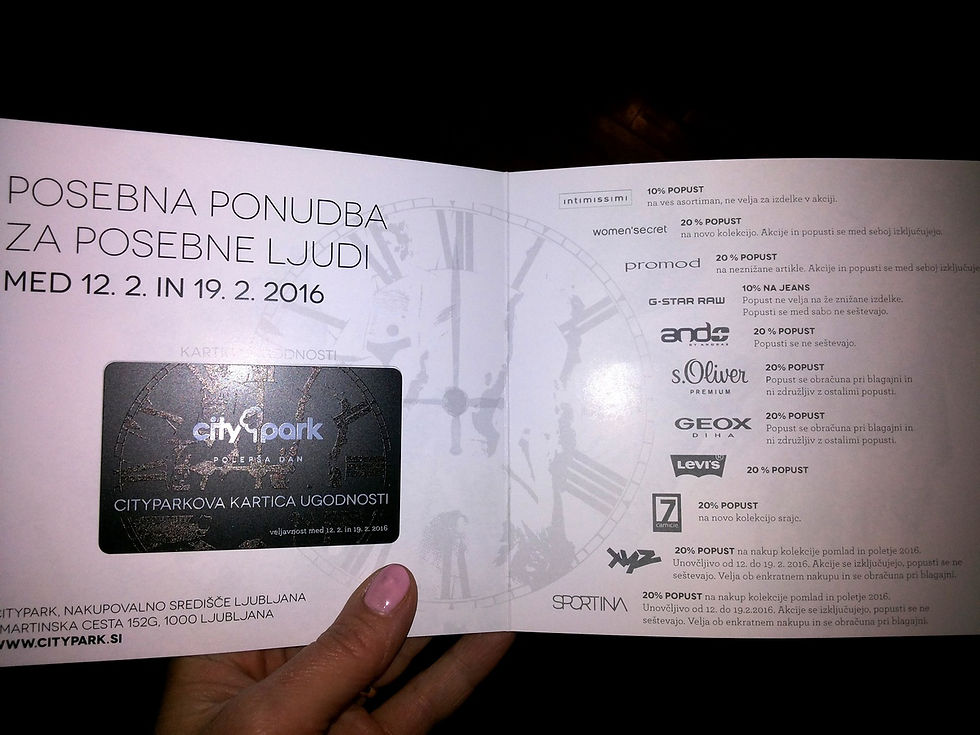 POSEBNA PONUDBA
ZA POSEBNE LJUDI
MED 12. 2. IN 19. 2. 2016
KARTICA UGODNOSTI
city park
POLEPŠA DAN
CITYPARKOVA KARTICA UGODNOSTI
veljavnost med 12. 2. in 19. 2. 2016
CITYPARK, NAKUPOVALNO SREDIŠČE LJUBLJANA
ŠMARTINSKA CESTA 152G, 1000 LJUBLJANA
WWW.CITYPARK.SI
intimissimi
10% POPUST
na ves asortiman, ne velja za izdelke v akciji.
women'secret
20 % POPUST
na novo kolekcijo. Akcije in popusti se med seboj izključujejo.
promod
20 % POPUST
na neznižane artikle. Akcije in popusti se med seboj
G-STAR RAW
10% NA JEANS
Popust ne velja na že znižane izdelke.
Popusti se med sabo ne seštevajo.
ando
20 % POPUST
Popusti se ne seštevajo.
s.Oliver
PREMIUM
20% POPUST
Popust se obračuna pri blagajni in
ni združljiv z ostalimi popusti.
GEOX
DIHA
20% POPUST
Popust se obračuna pri blagajni in
ni združljiv z ostalimi popusti.
LEVI'S
20 % POPUST
7
camicie
20% POPUST
na novo kolekcijo srajc.
XYZ
20% POPUST na nakup kolekcije pomlad in poletje 2016.
Unovčljivo od 12. do 19. 2. 2016. Akcije se izključujejo, popusti se ne
seštevajo. Velja ob enkratnem nakupu in se obračuna pri blagajni.
SPORTINA
20% POPUST na nakup kolekcije pomlad in poletje 2016.
Unovčljivo od 12. do 19.2.2016. Akcije se izključujejo, popusti se ne
seštevajo. Velja ob enkratnem nakupu in se obračuna pri blagajni.